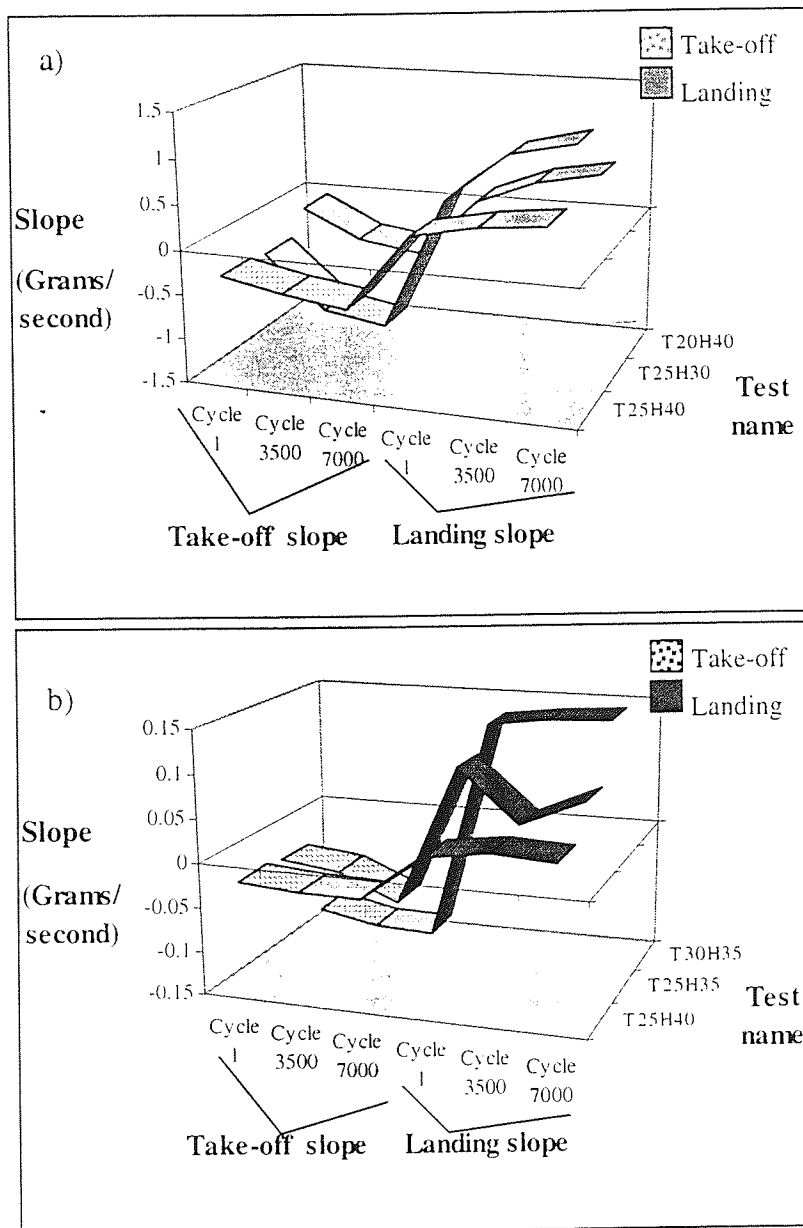 a)
Take-off
Landing
1.5
1
0.5
0
-0.5
-1
-1.5
Slope
(Grams/
second)
T20H40
T25H30
T25H40
Test
name
Cycle
1
Cycle
3500
Cycle
7000
Cycle
1
Cycle
3500
Cycle
7000
Take-off slope
Landing slope
b)
Take-off
Landing
0.15
0.1
0.05
0
-0.05
-0.1
-0.15
Slope
(Grams/
second)
T30H35
T25H35
T25H40
Test
name
Cycle
1
Cycle
3500
Cycle
7000
Cycle
1
Cycle
3500
Cycle
7000
Take-off slope
Landing slope